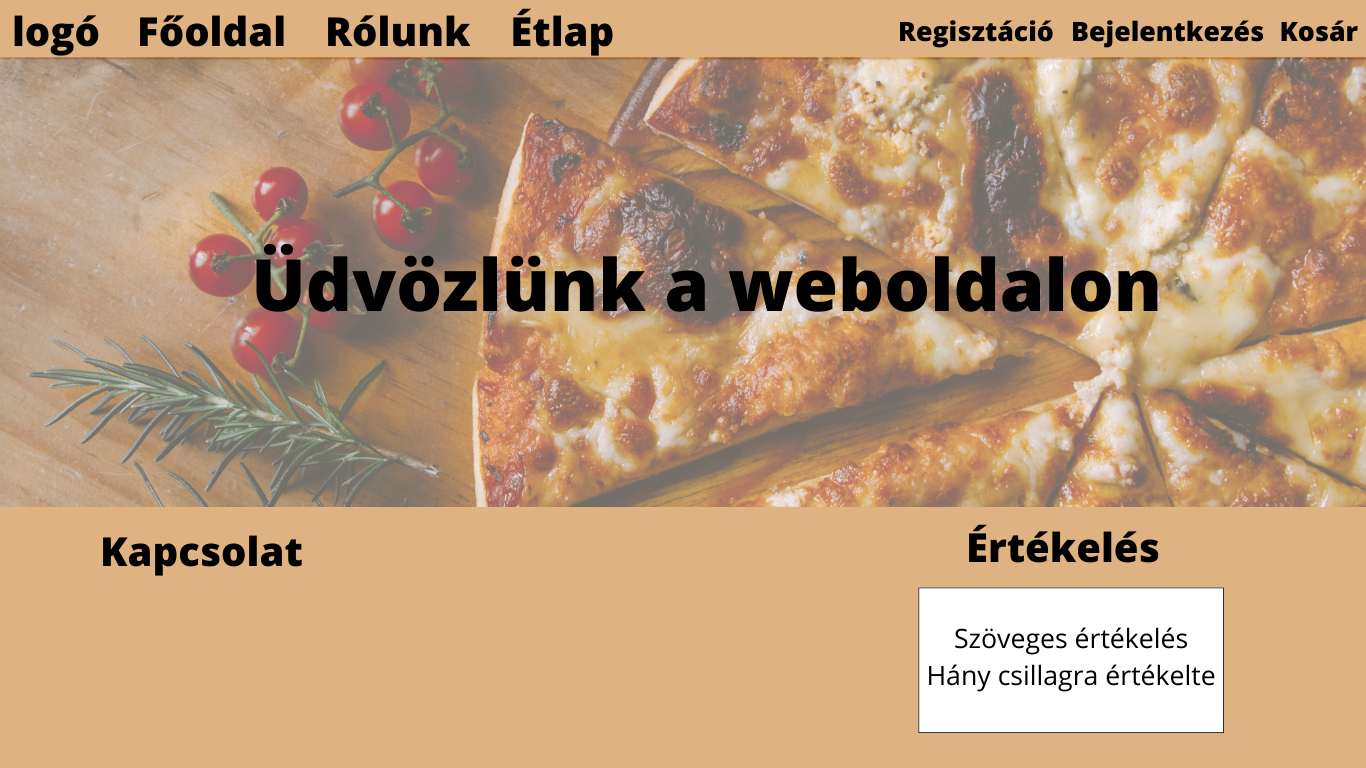 logó Főoldal Rólunk Étlap Regisztáció Bejelentkezés Kosár
Üdvözlünk a weboldalon
Kapcsolat
Értékelés
Szöveges értékelés
Hány csillagra értékelte